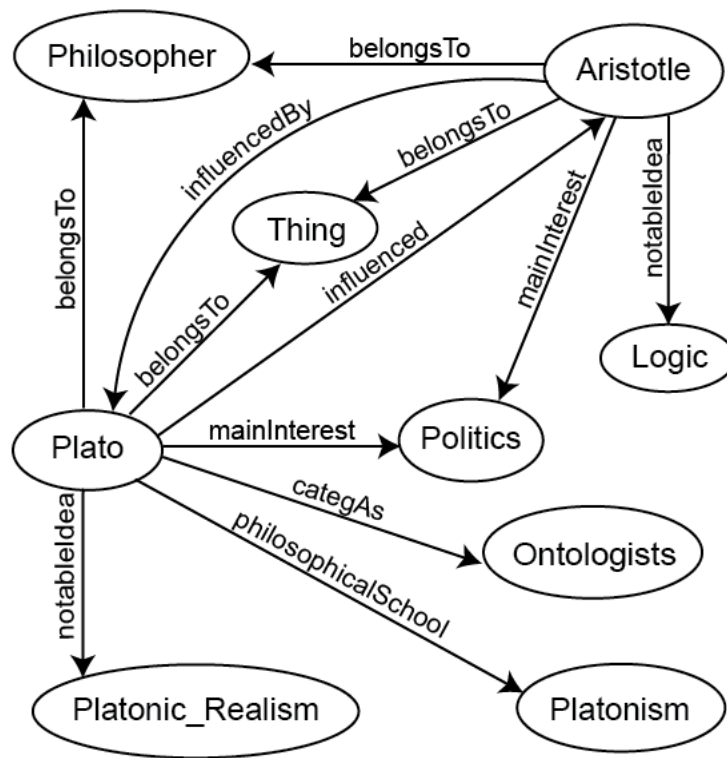 Philosopher
belongsTo
Aristotle
influencedBy
belongsTo
belongsTo
Thing
influenced
mainInterest
notableIdea
belongsTo
Logic
Plato
mainInterest
Politics
categAs
Ontologists
notableIdea
philosophicalSchool
Platonic_Realism
Platonism